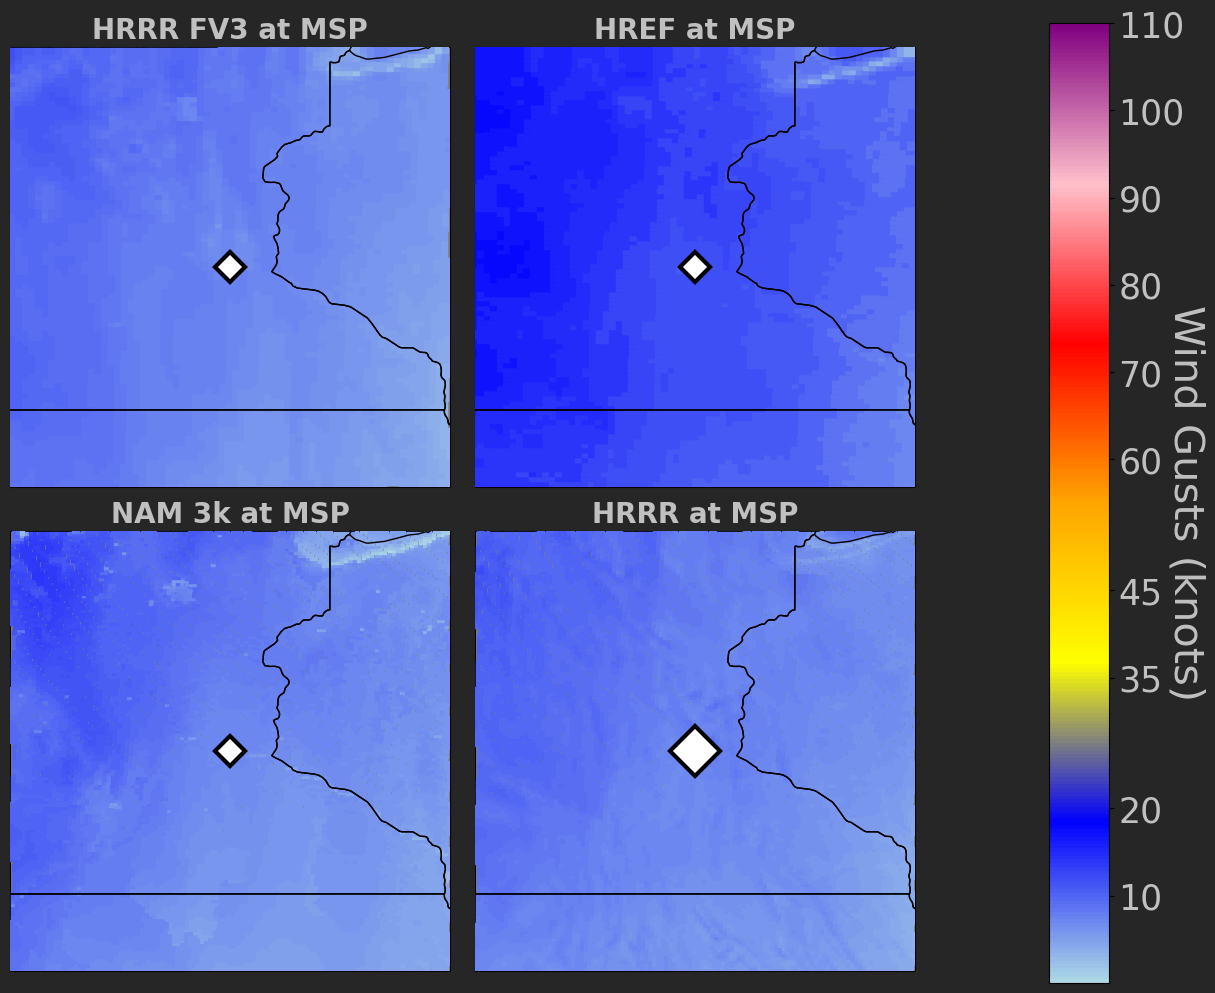 HRRR FV3 at MSP
HREF at MSP
NAM 3k at MSP
HRRR at MSP
110
100
90
80
70
60
45
35
20
10
Wind Gusts (knots)